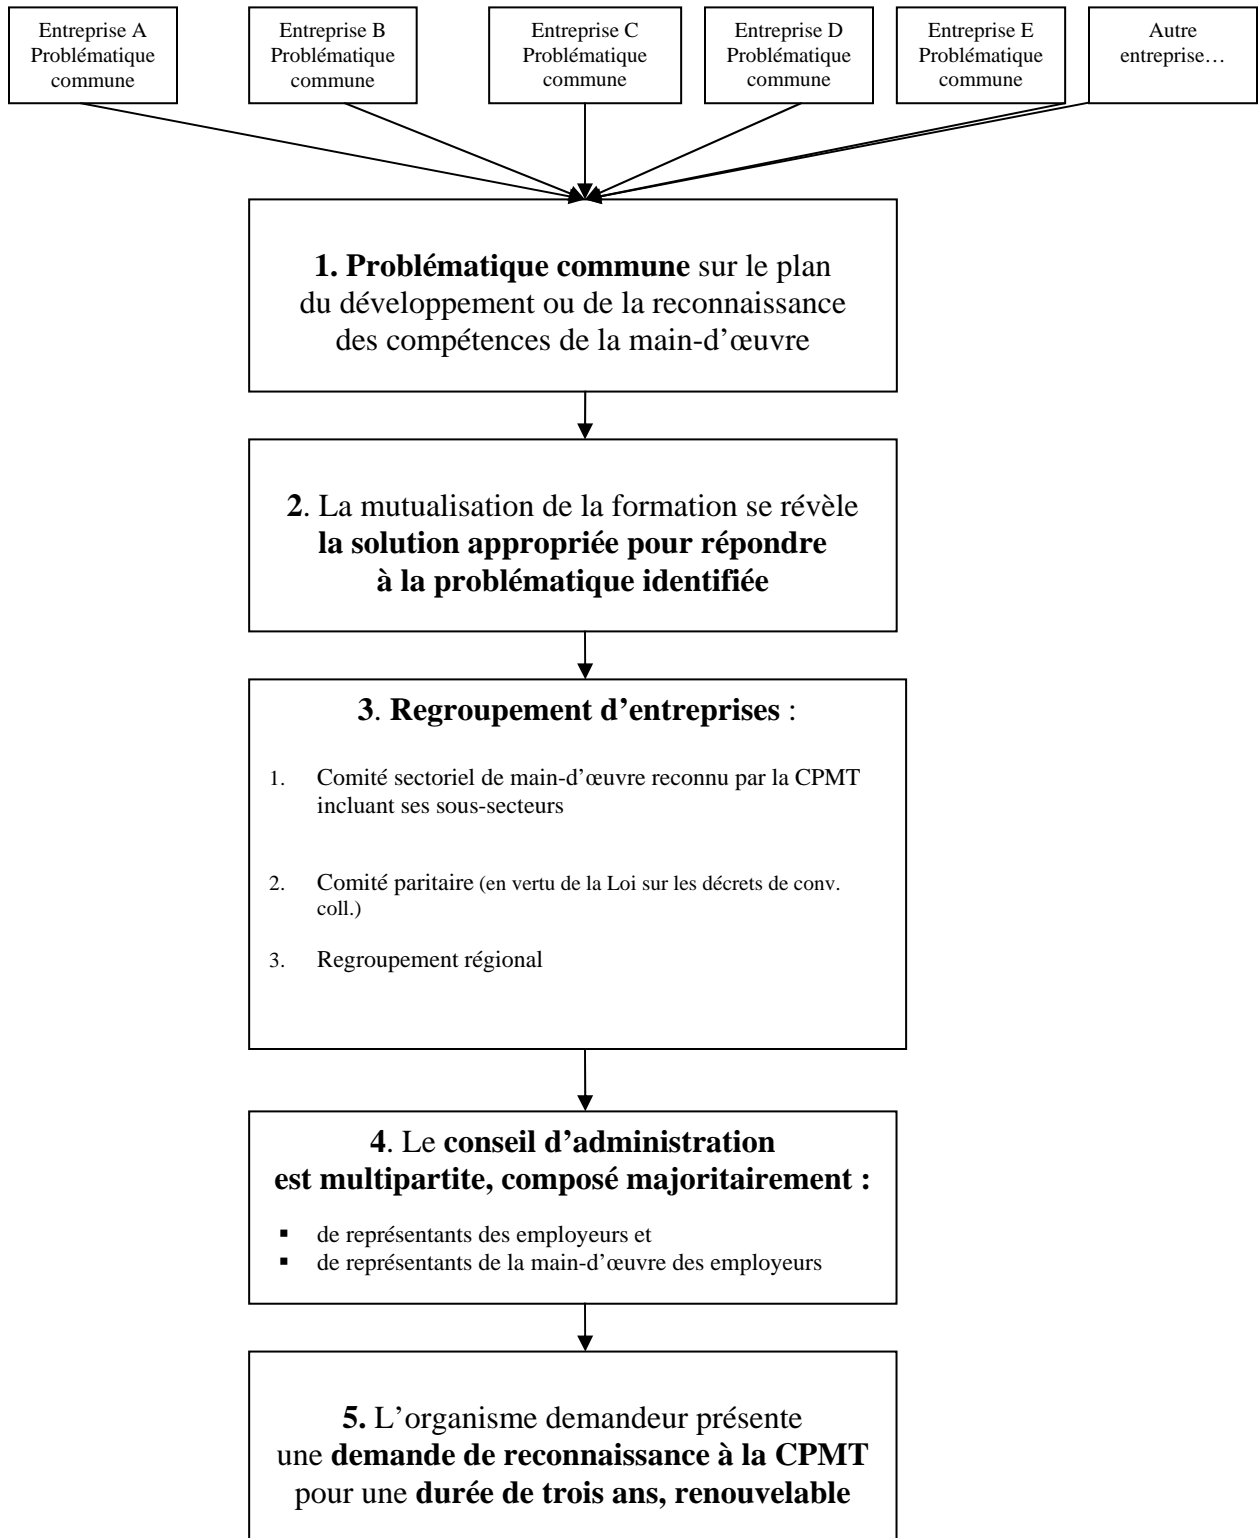 Entreprise A
Problématique
commune
Entreprise B
Problématique
commune
Entreprise C
Problématique
commune
Entreprise D
Problématique
commune
Entreprise E
Problématique
commune
Autre
entreprise…
1. Problématique commune sur le plan
du développement ou de la reconnaissance
des compétences de la main-d’œuvre
2. La mutualisation de la formation se révèle
la solution appropriée pour répondre
à la problématique identifiée
3. Regroupement d’entreprises :
1. Comité sectoriel de main-d’œuvre reconnu par la CPMT
incluant ses sous-secteurs
2. Comité paritaire (en vertu de la Loi sur les décrets de conv.
coll.)
3. Regroupement régional
4. Le conseil d’administration
est multipartite, composé majoritairement :
▪ de représentants des employeurs et
▪ de représentants de la main-d’œuvre des employeurs
5. L’organisme demandeur présente
une demande de reconnaissance à la CPMT
pour une durée de trois ans, renouvelable